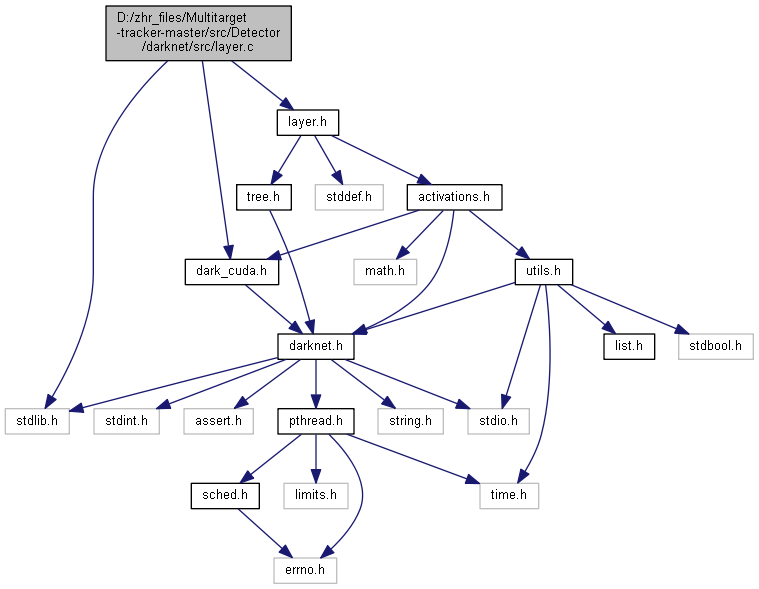 D:/zhr_files/Multitarget
-tracker-master/src/Detector
/darknet/src/layer.c
layer.h
tree.h
stddef.h
activations.h
dark_cuda.h
math.h
utils.h
darknet.h
list.h
stdbool.h
stdlib.h
stdint.h
assert.h
pthread.h
string.h
stdio.h
sched.h
limits.h
time.h
errno.h